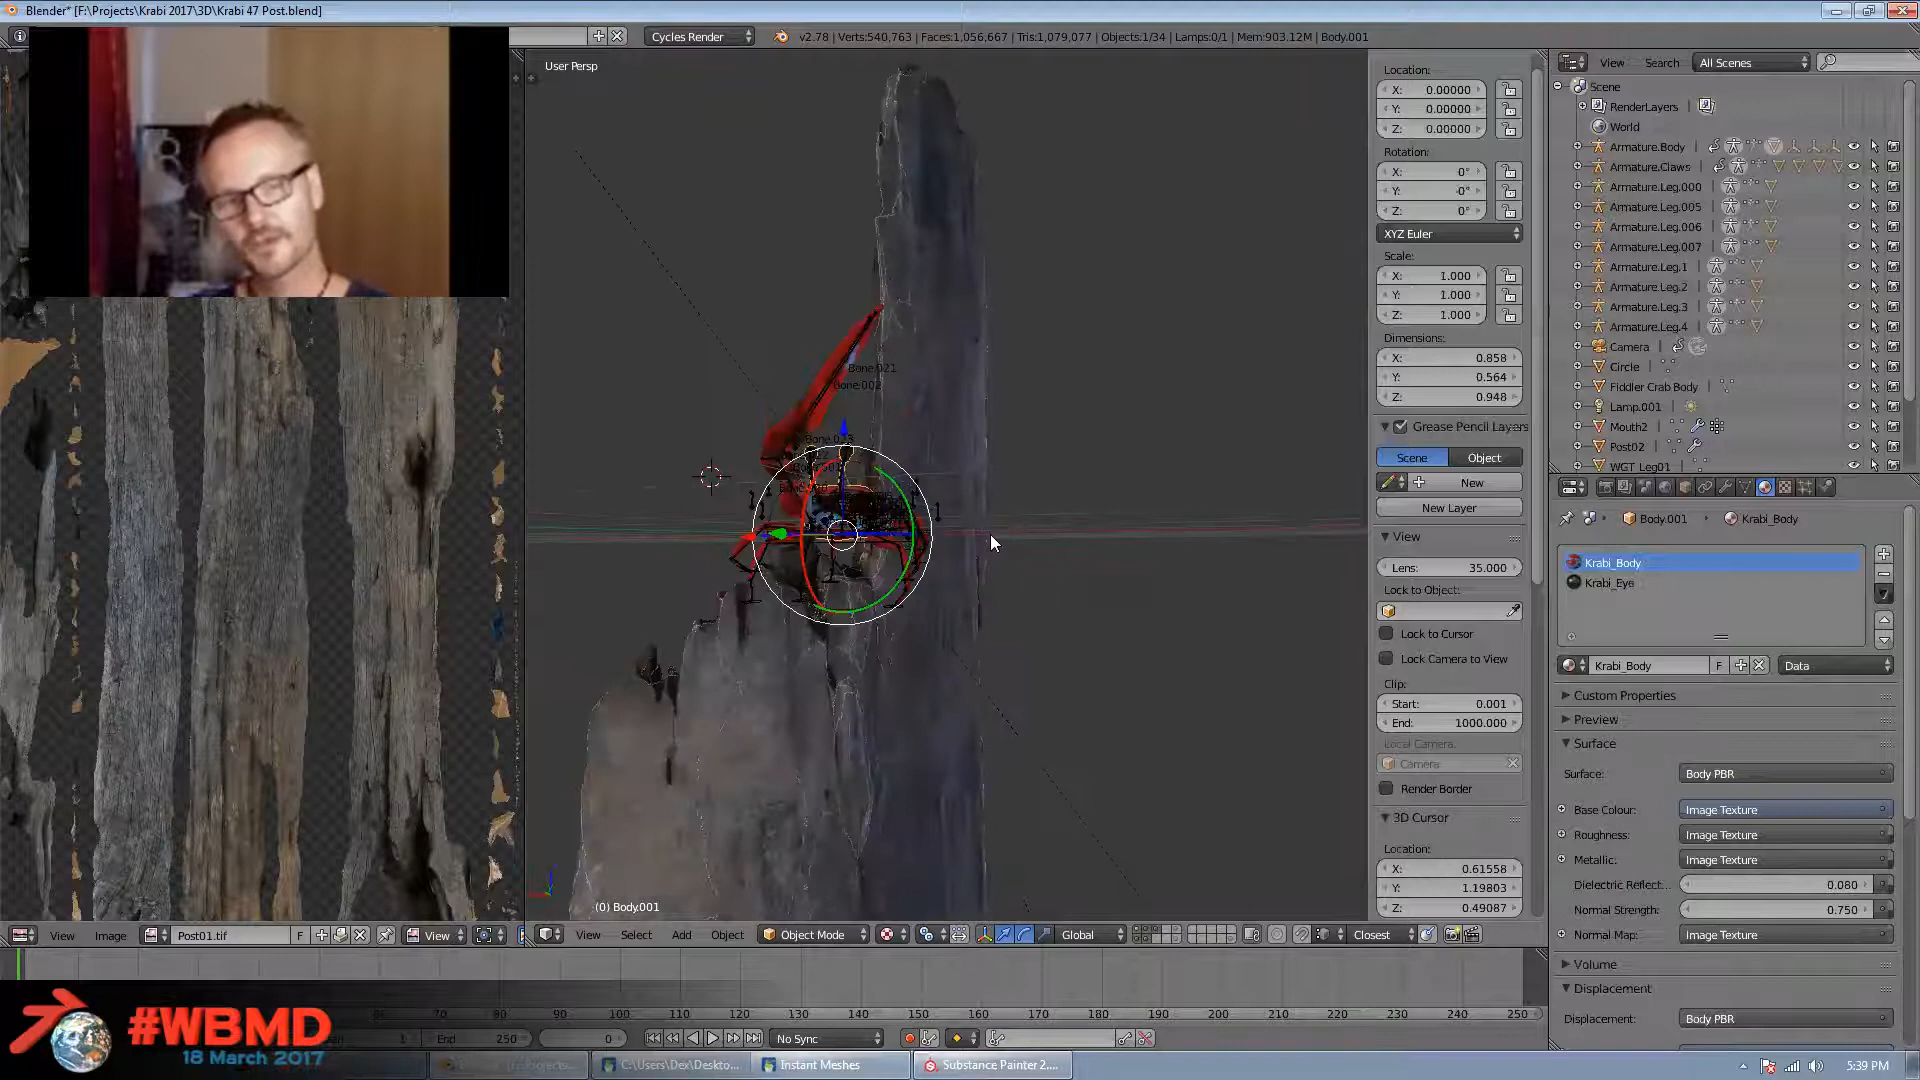 Blender* [F:\Projects\Krabi 2017\3D\Krabi 47 Post.blend]
Cycles Render
v2.78 | Verts:540,763 | Faces:1,056,667 | Tris:1,079,077 | Objects:1/34 | Lamps:0/1 | Mem:903.12M | Body.001
User Persp
Bone.021
Bone.002
(0) Body.001
Location:
X: 0.00000
Y: 0.00000
Z: 0.00000
Rotation:
X: 0°
Y: -0°
Z: 0°
XYZ Euler
Scale:
X: 1.000
Y: 1.000
Z: 1.000
Dimensions:
X: 0.858
Y: 0.564
Z: 0.948
Grease Pencil Layers
Scene Object
New
New Layer
View
Lens: 35.000
Lock to Object:
Lock to Cursor
Lock Camera to View
Clip:
Start: 0.001
End: 1000.000
Local Camera:
Camera
Render Border
3D Cursor
Location:
X: 0.61558
Y: 1.19803
Z: 0.49087
View Search All Scenes
Scene
RenderLayers
World
Armature.Body
Armature.Claws
Armature.Leg.000
Armature.Leg.005
Armature.Leg.006
Armature.Leg.007
Armature.Leg.1
Armature.Leg.2
Armature.Leg.3
Armature.Leg.4
Camera
Circle
Fiddler Crab Body
Lamp.001
Mouth2
Post02
WGT_Leg01
Body.001 Krabi_Body
Krabi_Body
Krabi_Eye
Krabi_Body F Data
Custom Properties
Preview
Surface
Surface: Body PBR
Base Colour: Image Texture
Roughness: Image Texture
Metallic: Image Texture
Dielectric Reflect... 0.080
Normal Strength: 0.750
Normal Map: Image Texture
Volume
Displacement
Displacement: Body PBR
View Image Post01.tif F View
View Select Add Object Object Mode Global Closest
70 80 90 100 110 120 130 140 150 160 170 180 190 200 210 220 230 240 250
End 250 0 No Sync
#WBMD
18 March 2017
C:\Users\Dex\Deskto...
Instant Meshes
Substance Painter 2....
5:39 PM